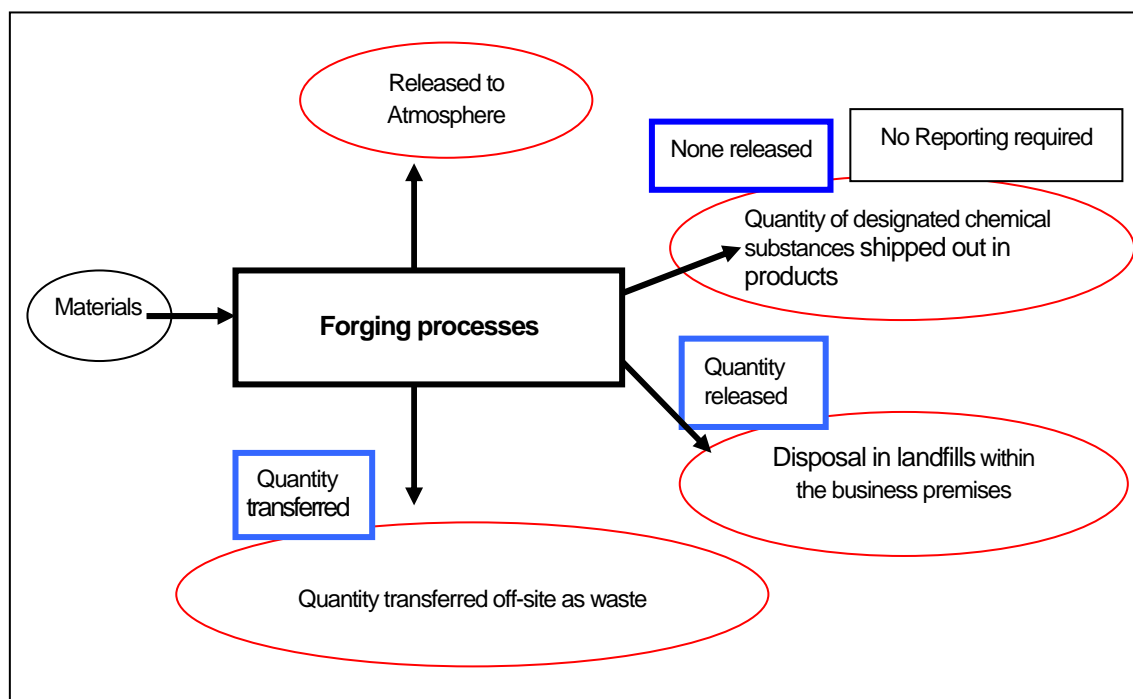 Released to
Atmosphere
None released
No Reporting required
Quantity of designated chemical
substances shipped out in
products
Materials
Forging processes
Quantity
released
Disposal in landfills within
the business premises
Quantity
transferred
Quantity transferred off-site as waste